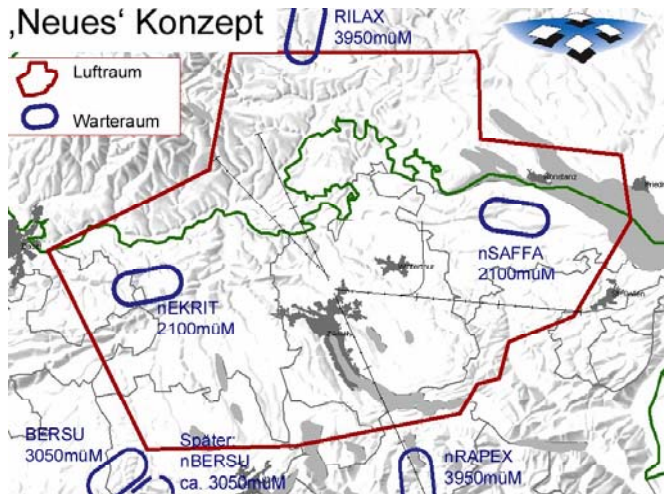 ‚Neues‘ Konzept
Luftraum
Warteraum
RILAX
3950müM
nSAFFA
2100müM
nEKRIT
2100müM
BERSU
3050müM
Später:
nBERSU
ca. 3050müM
nRAPEX
3950müM